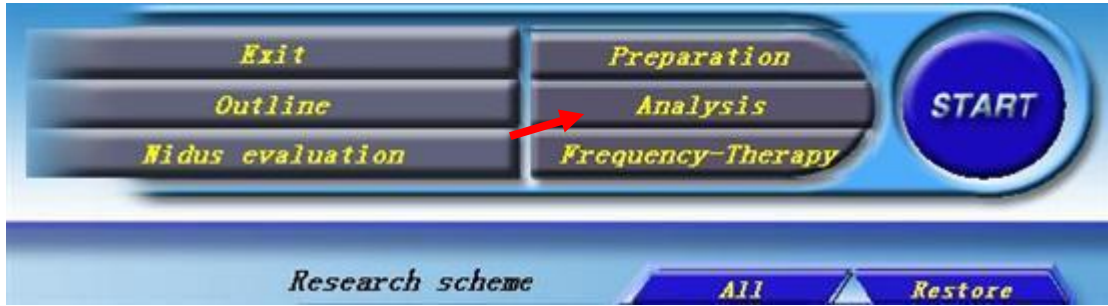 Exit Preparation
Outline Analysis START
Nidus evaluation Frequency-Therapy
Research scheme All Restore